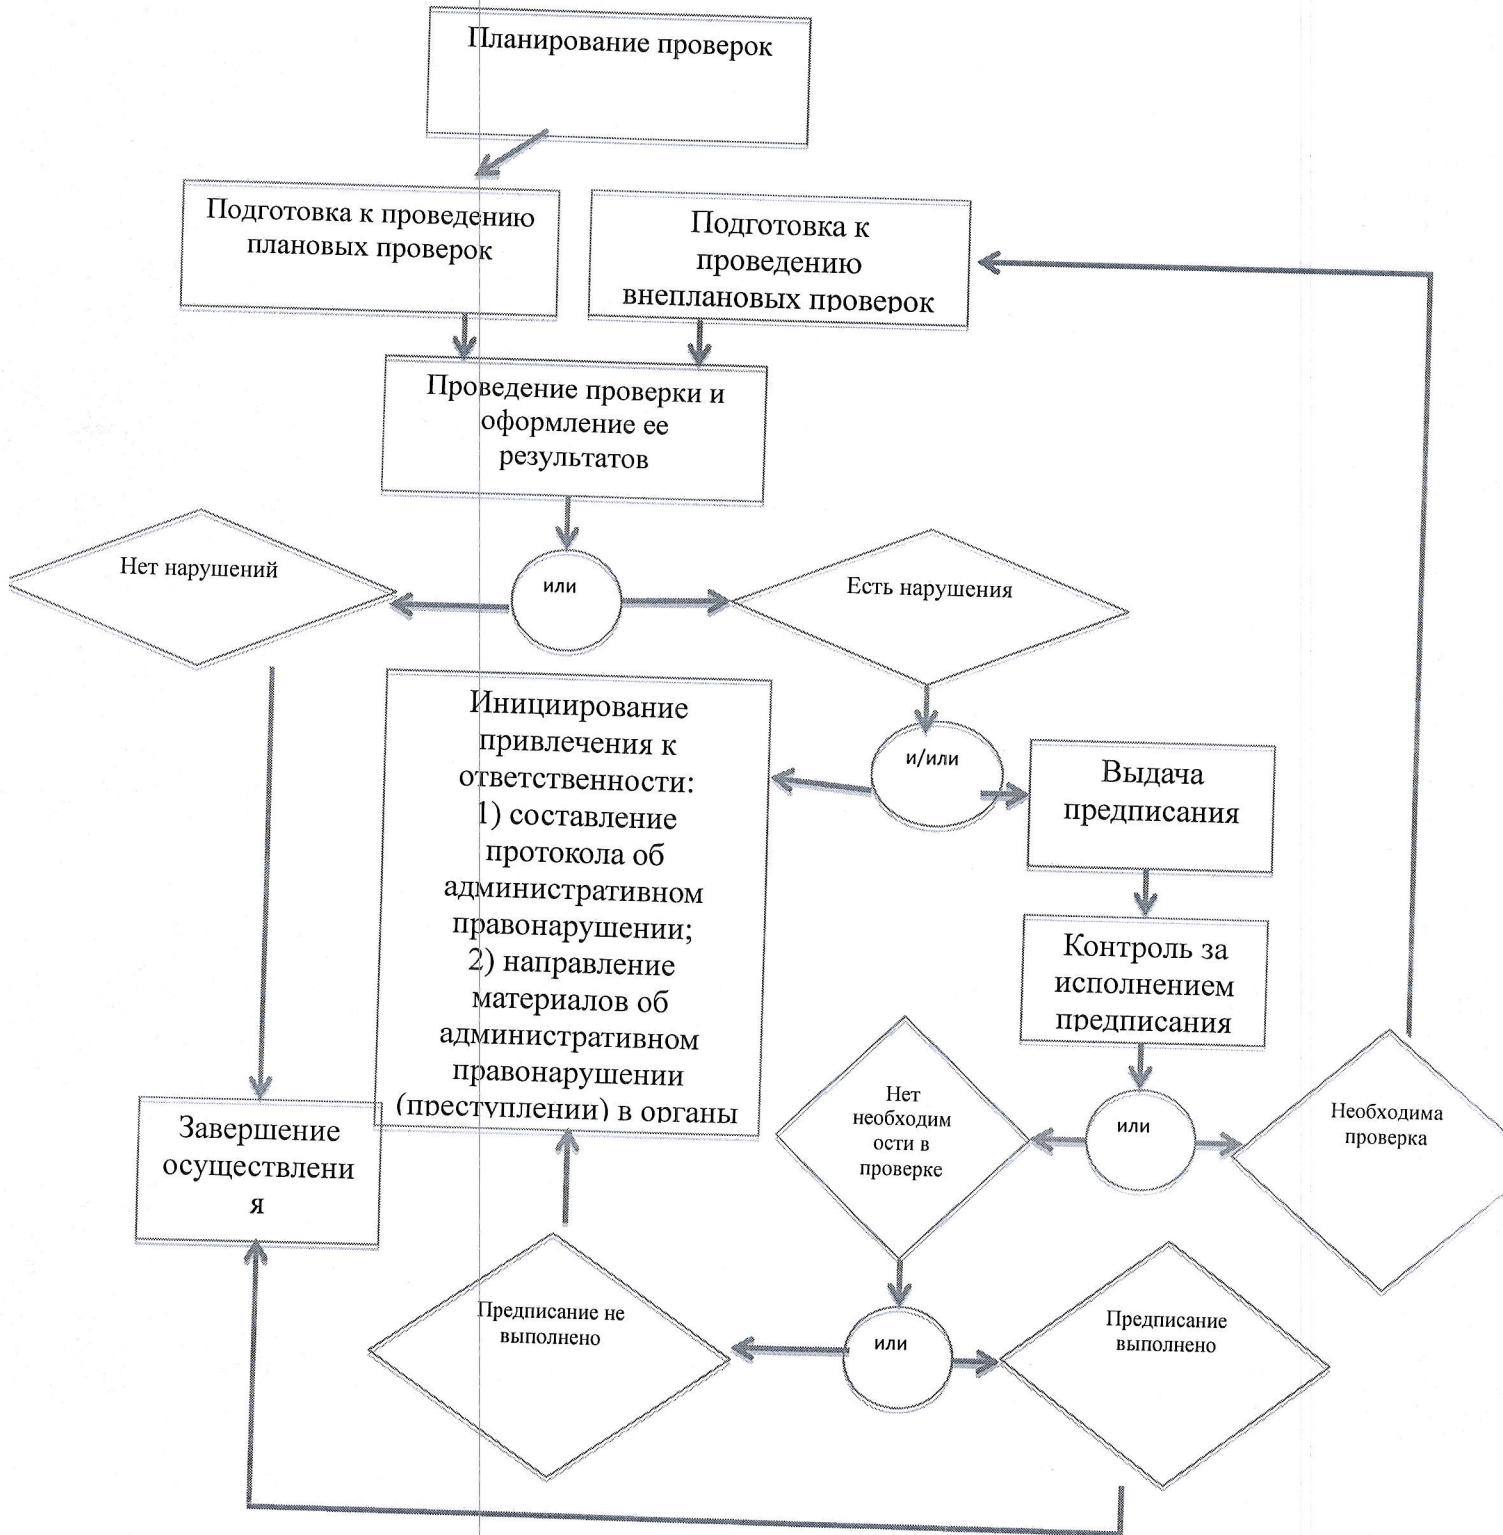 Планирование проверок
Подготовка к проведению
плановых проверок
Подготовка к
проведению
внеплановых проверок
Проведение проверки и
оформление ее
результатов
Нет нарушений
или
Есть нарушения
Инициирование
привлечения к
ответственности:
1) составление
протокола об
административном
правонарушении;
2) направление
материалов об
административном
правонарушении
(преступлении) в органы
и/или
Выдача
предписания
Контроль за
исполнением
предписания
Нет
необходим
ости в
проверке
или
Необходима
проверка
Завершение
осуществлени
я
Предписание не
выполнено
или
Предписание
выполнено